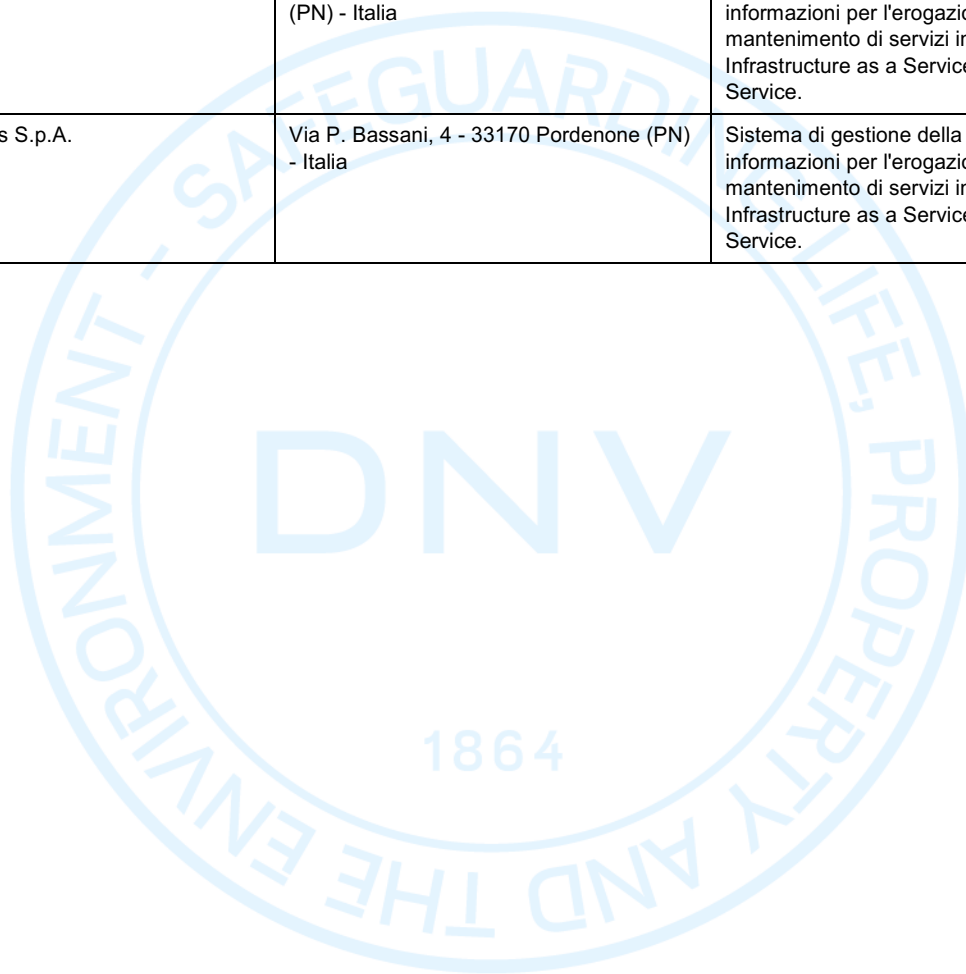 (PN) - Italia
informazioni per l'erogazio
mantenimento di servizi in
Infrastructure as a Service
Service.
s S.p.A.
Via P. Bassani, 4 - 33170 Pordenone (PN)
- Italia
Sistema di gestione della
informazioni per l'erogazio
mantenimento di servizi in
Infrastructure as a Service
Service.
SAFEGUARDING LIFE, PROPERTY AND THE ENVIRONMENT -
DNV
1864